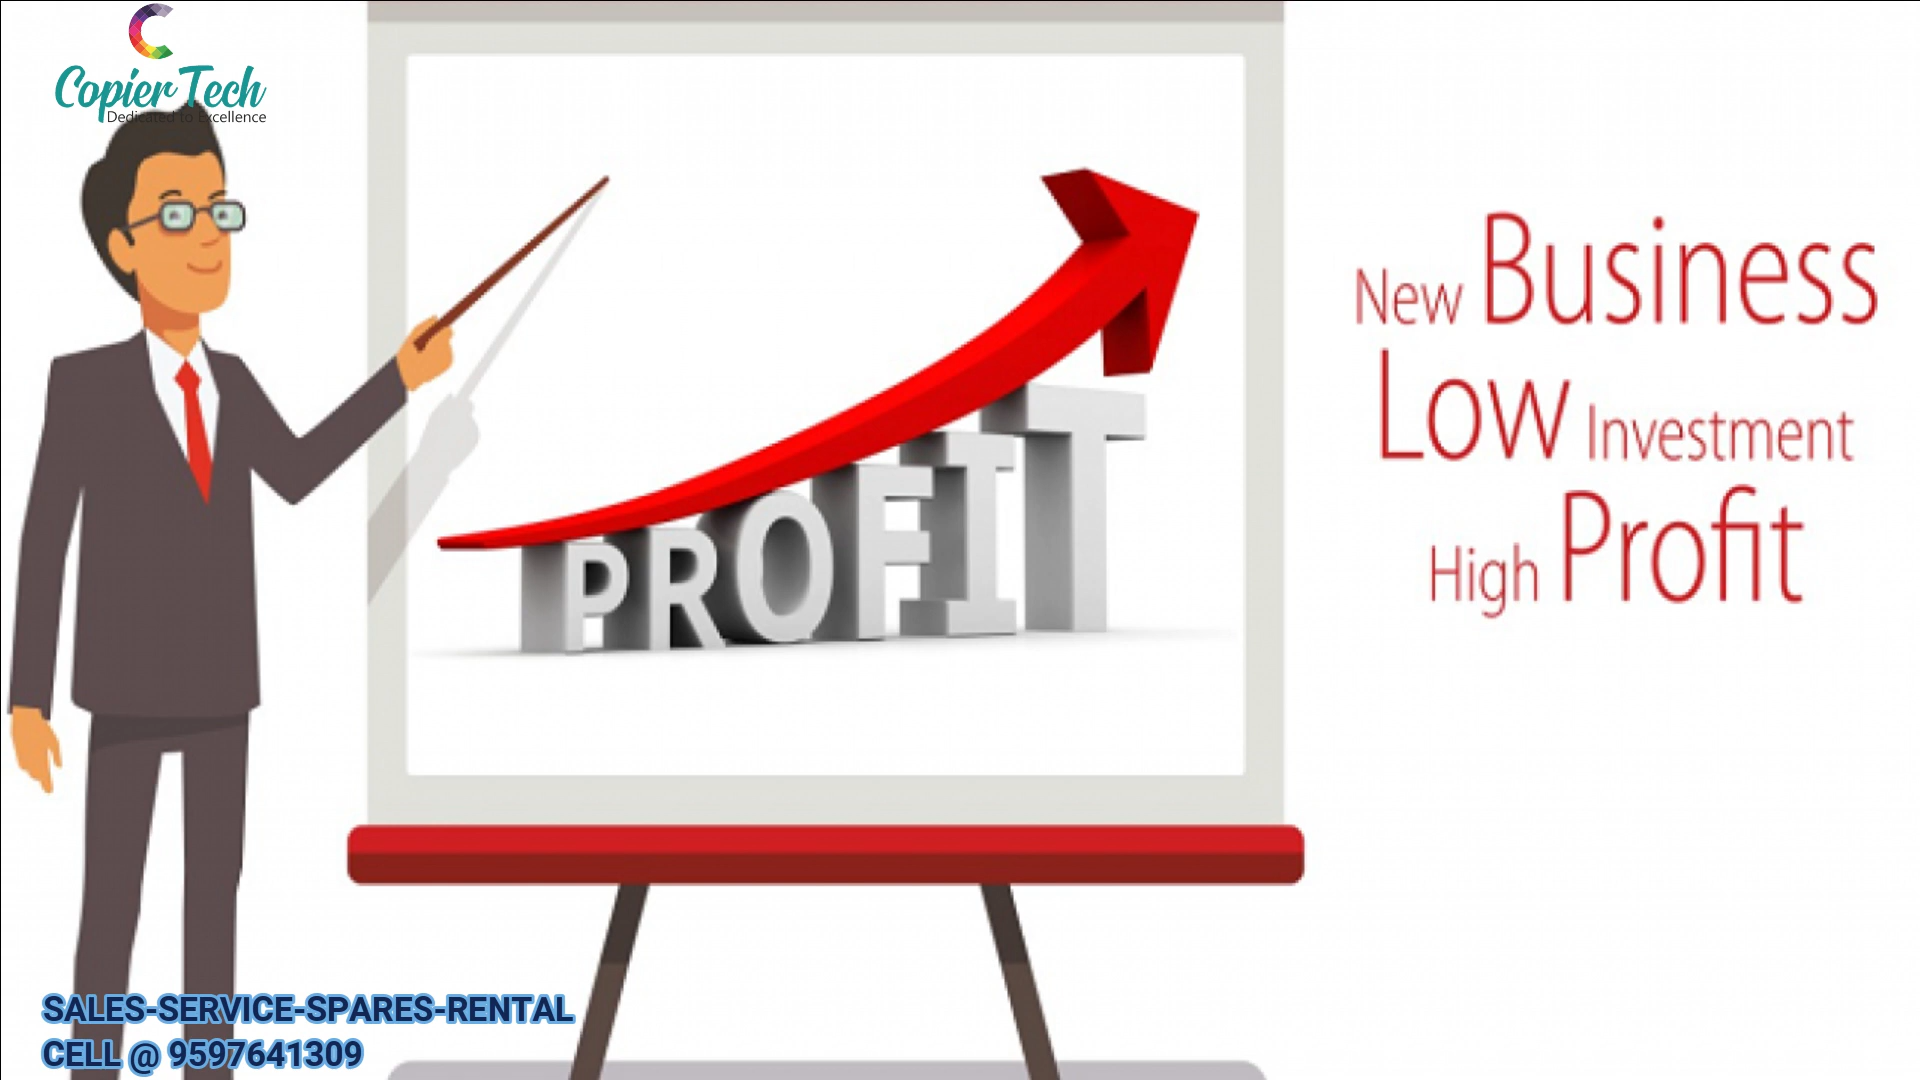 Copier Tech
Dedicated to Excellence
PROFIT
New Business
Low Investment
High Profit
SALES-SERVICE-SPARES-RENTAL
CELL @ 9597641309